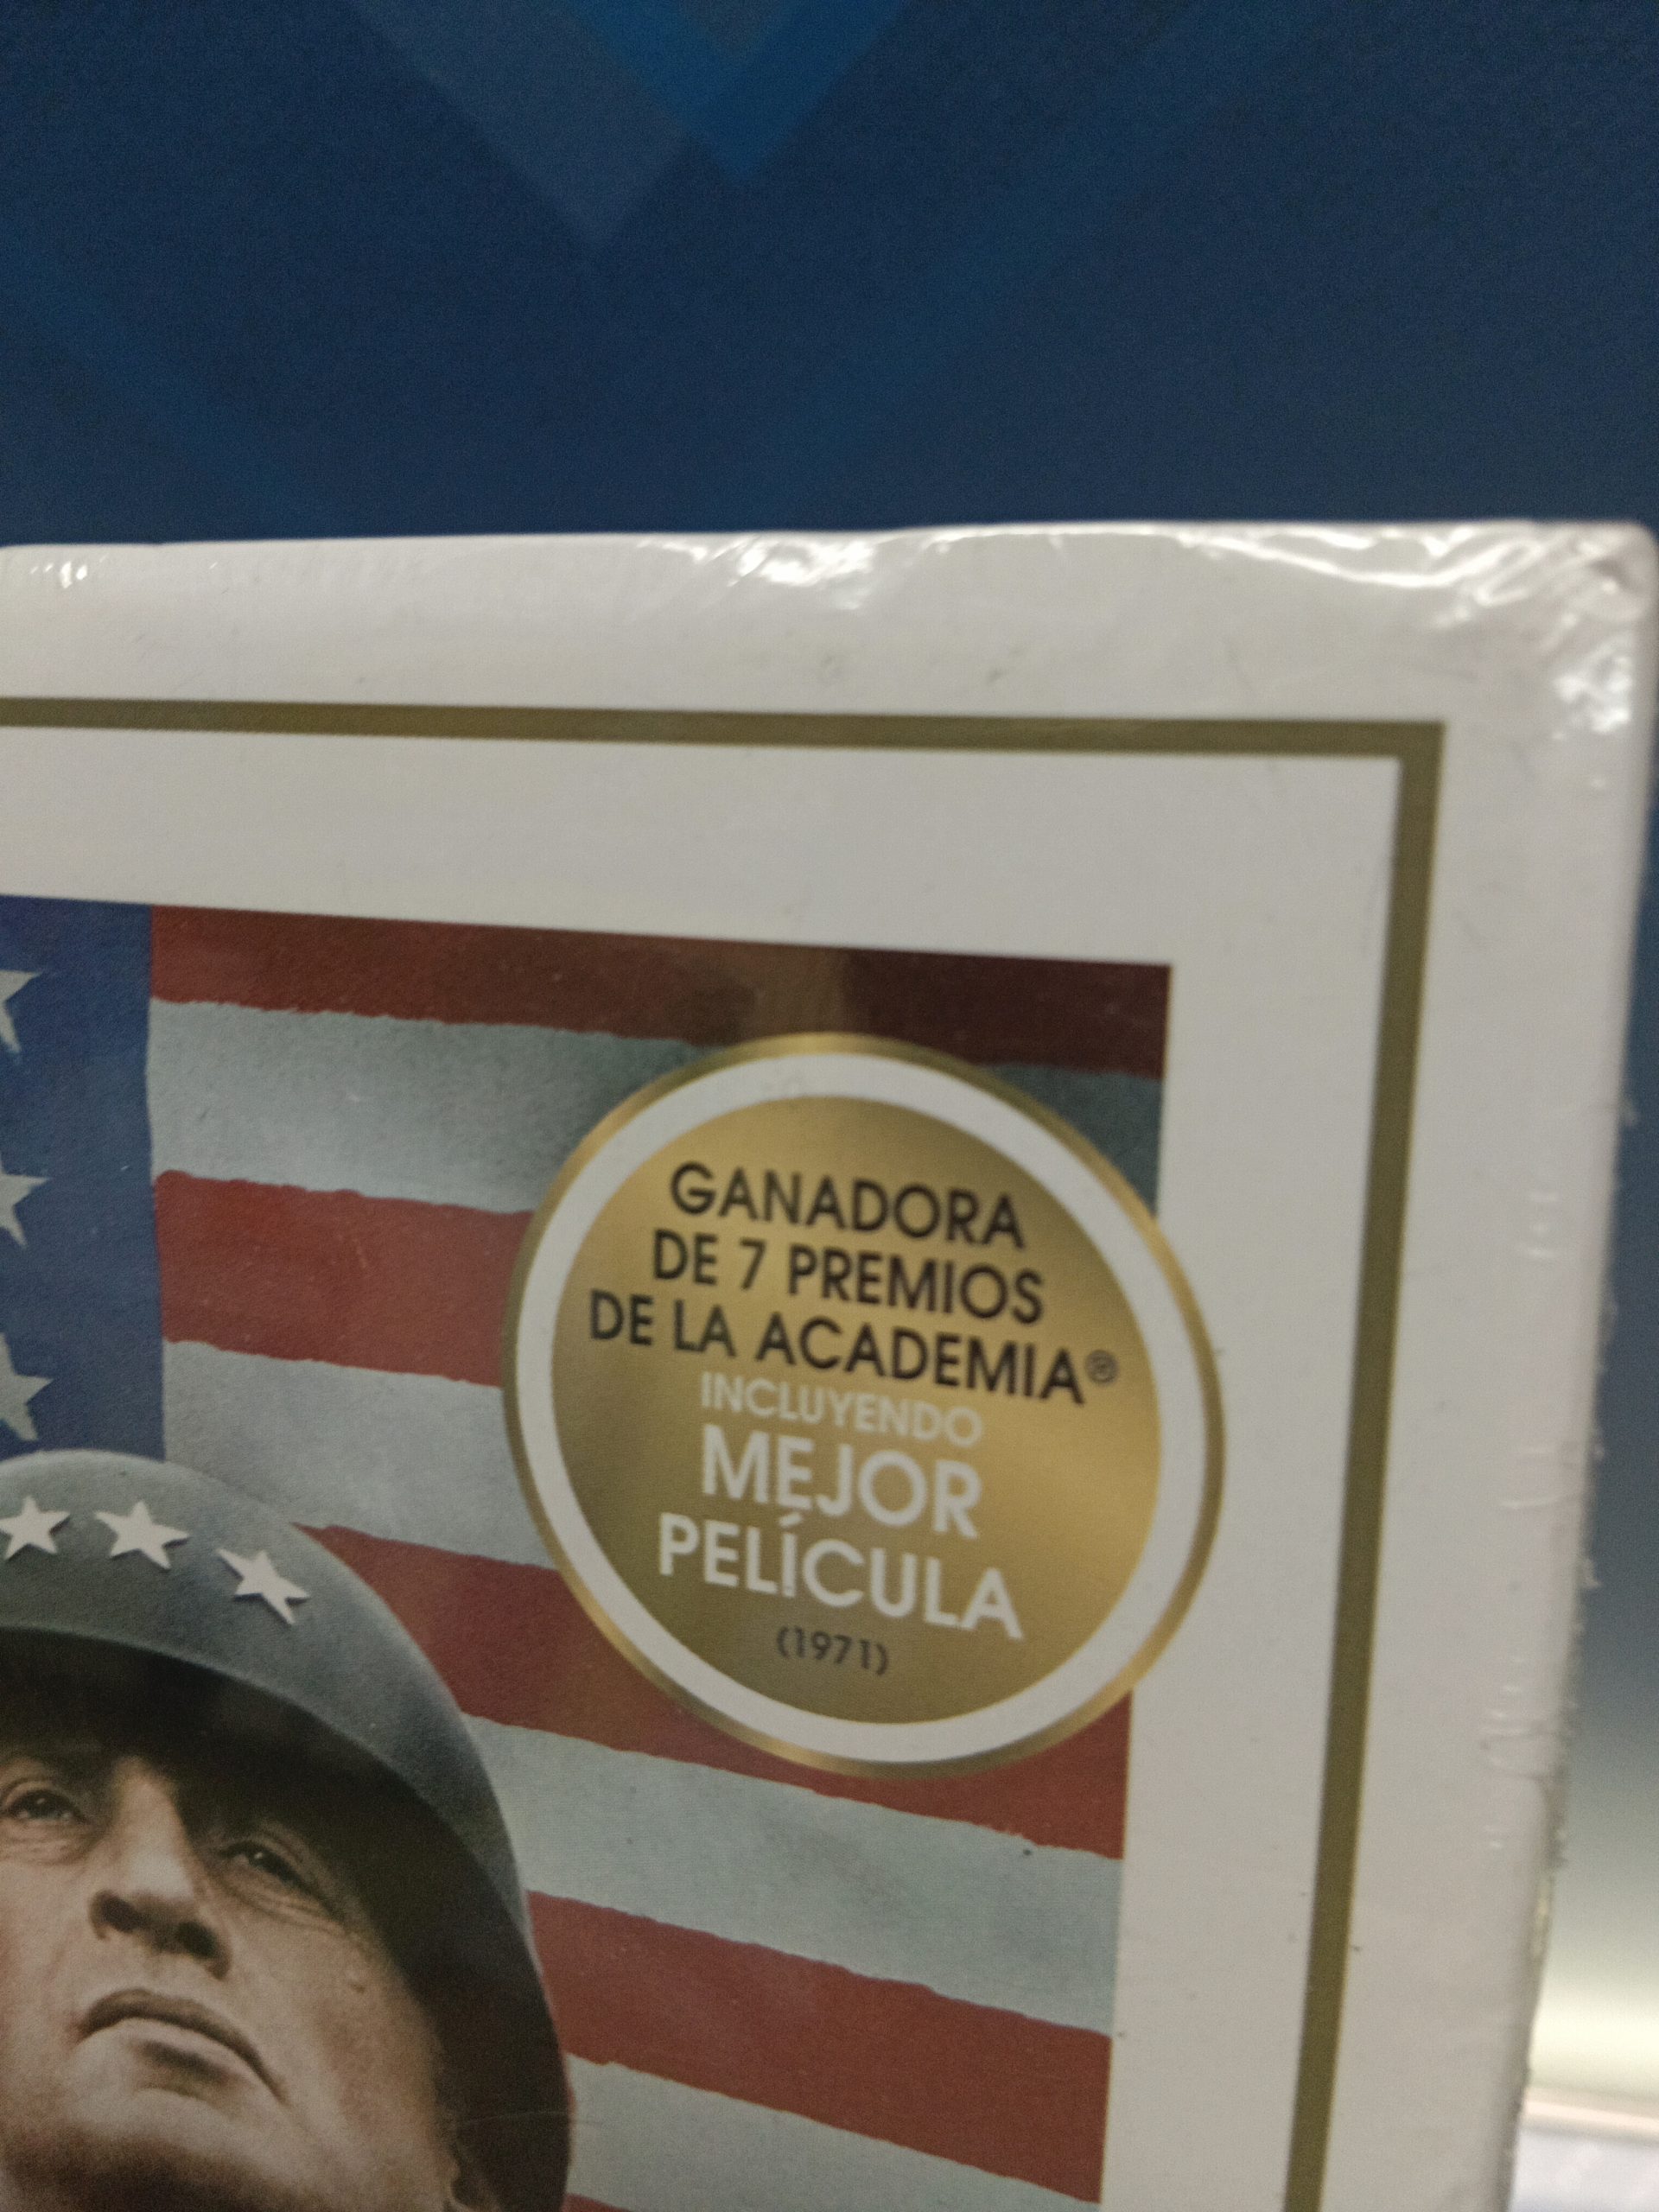 GANADORA
DE 7 PREMIOS
DE LA ACADEMIA®
INCLUYENDO
MEJOR
PELÍCULA
(1971)